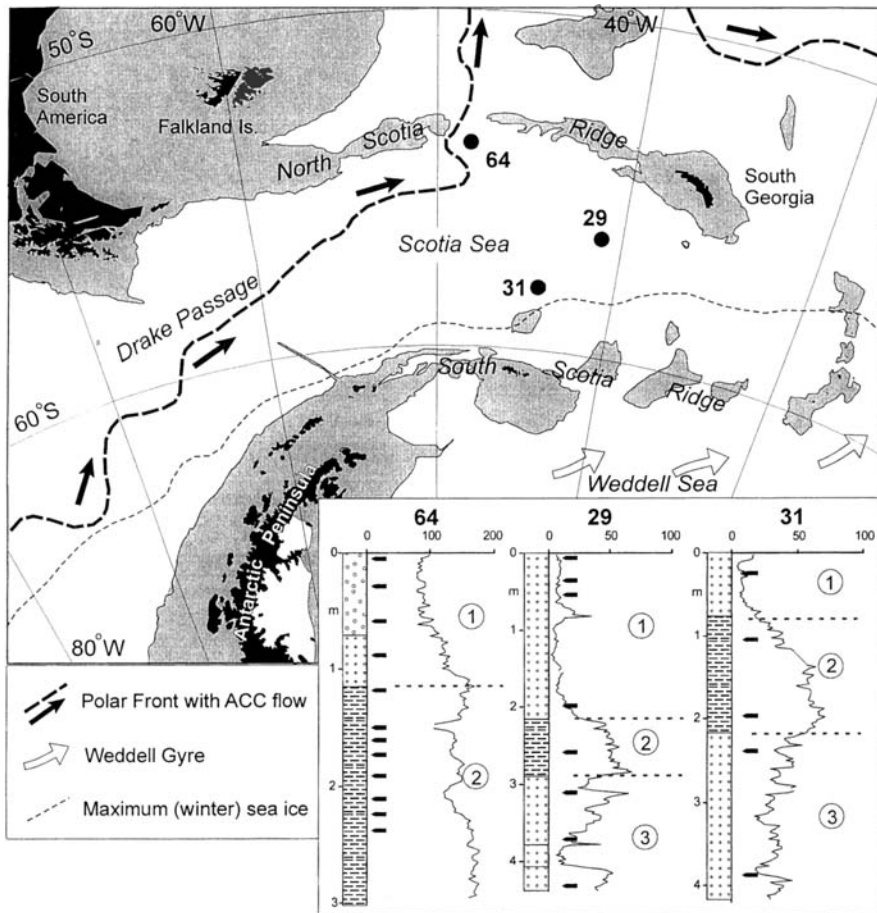 60°W
40°W
50°S
South
America
Falkland Is.
North Scotia Ridge
64
South
Georgia
29
Scotia Sea
31
Drake Passage
60°S
South Scotia Ridge
Weddell Sea
Antarctic Peninsula
80°W
Polar Front with ACC flow
Weddell Gyre
Maximum (winter) sea ice
64
0 100 200
0
m
1
2
3
1
2
29
0 50 100
0
m
1
2
3
4
1
2
3
31
0 50 100
0
m
1
2
3
4
1
2
3